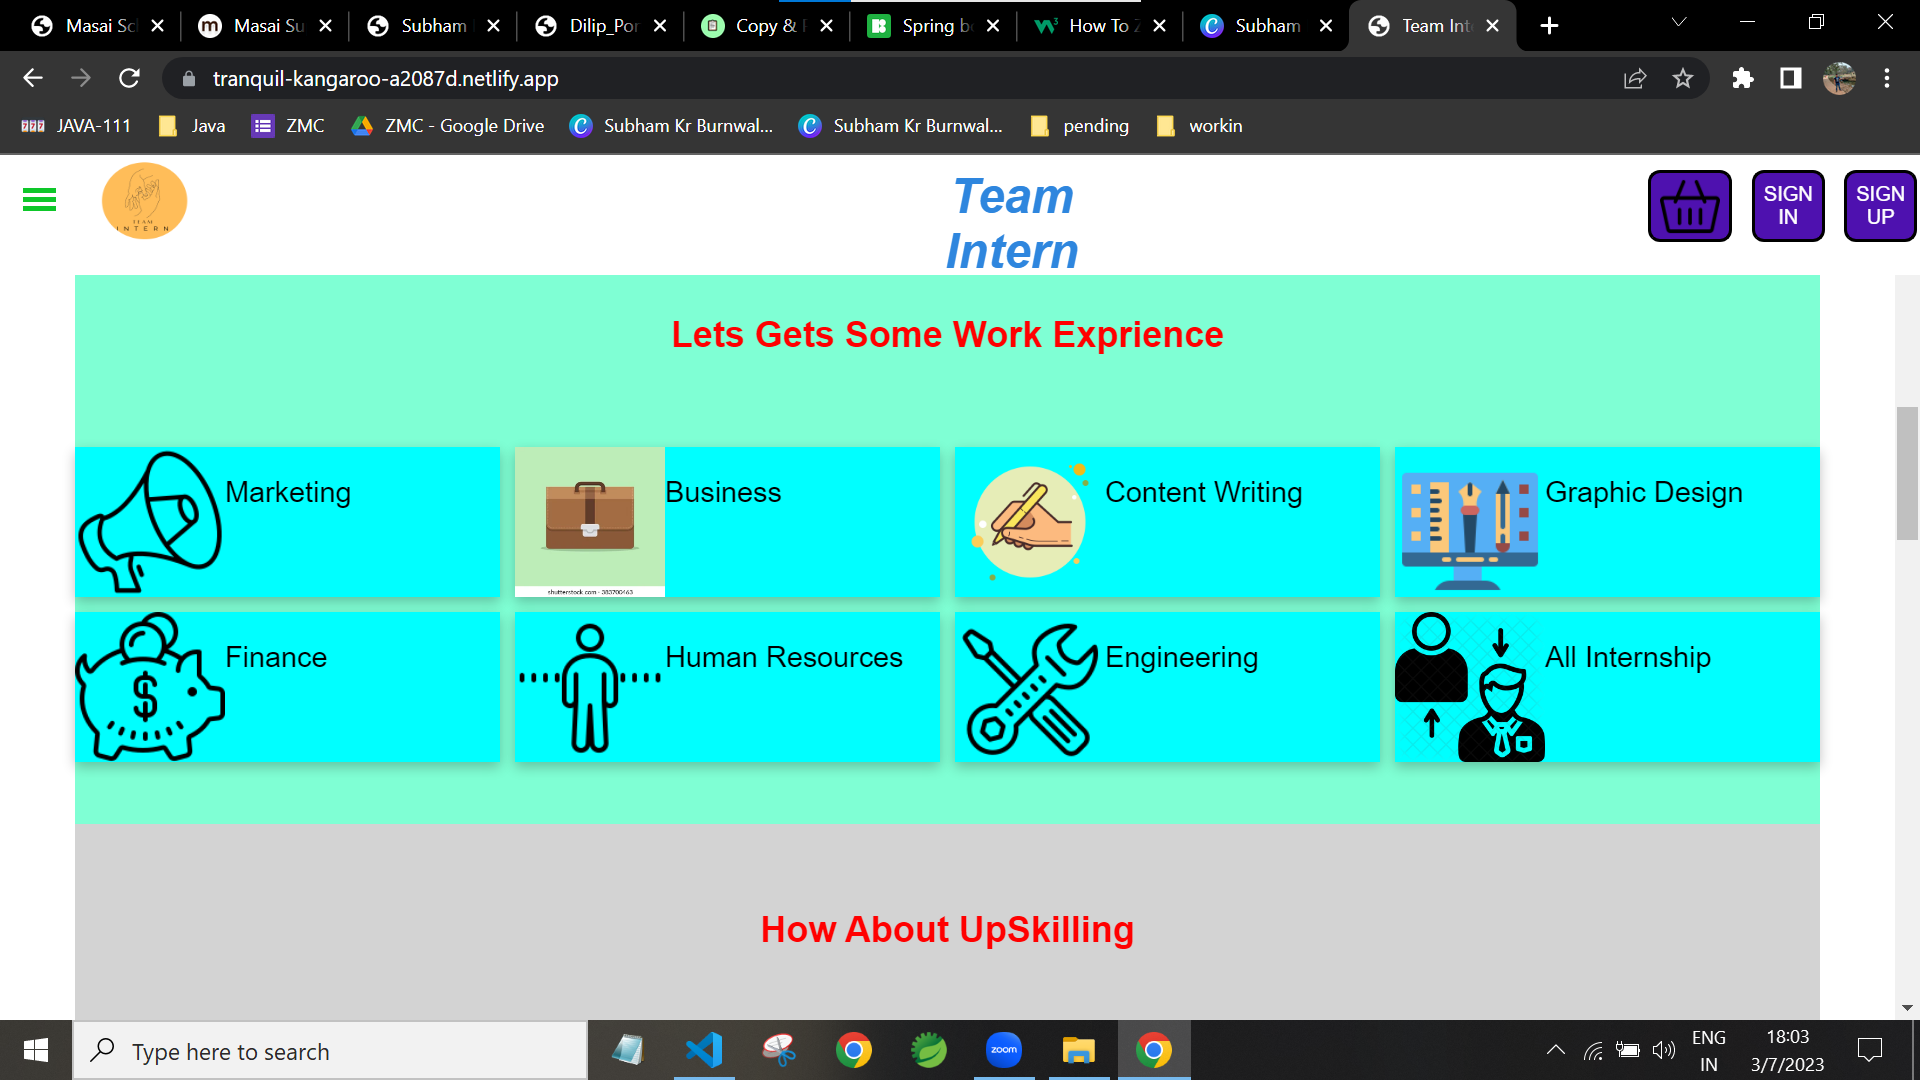 Masai Sc
Masai Su
Subham
Dilip_Por
Copy &
Spring b
How To
Subham
Team Int
tranquil-kangaroo-a2087d.netlify.app
JAVA-111
Java
ZMC
ZMC - Google Drive
Subham Kr Burnwal...
Subham Kr Burnwal...
pending
workin
TEAM
INTERN
Team
Intern
SIGN
IN
SIGN
UP
Lets Gets Some Work Exprience
Marketing
Business
Content Writing
Graphic Design
shutterstock.com · 383700463
Finance
Human Resources
Engineering
All Internship
How About UpSkilling
Type here to search
zoom
ENG
IN
18:03
3/7/2023